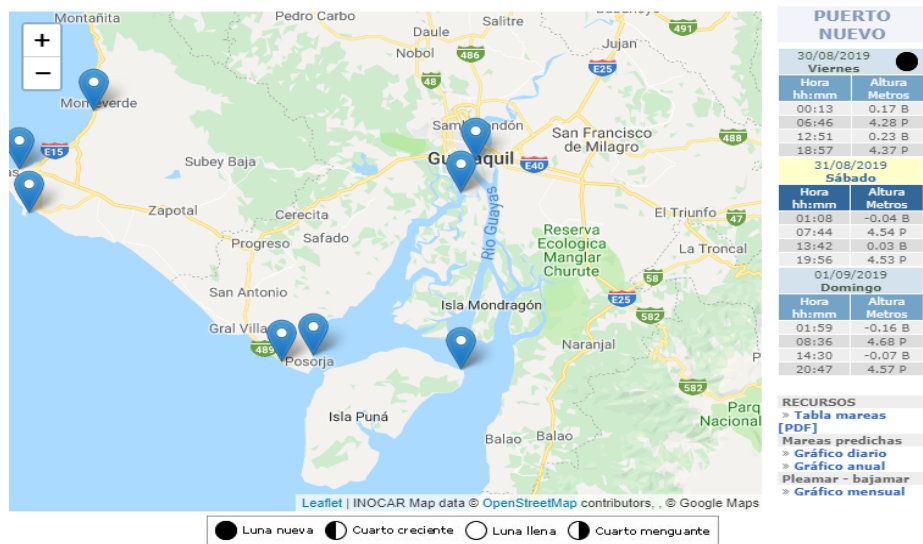 Montañita
Pedro Carbo
Daule
Salitre
491
Nobol
486
Jujan
E25
48
Monteverde
San Francisco
de Milagro
488
E15
Subey Baja
E40
Zapotal
Cerecita
Río Guayas
El Triunfo
47
Safado
Progreso
Reserva
Ecologica
Manglar
Churute
La Troncal
58
San Antonio
Isla Mondragón
E25
582
Gral Villa
489
Posorja
Naranjal
582
Isla Puná
Balao
Balao
Parq
Nacional
+
−
Leaflet | INOCAR Map data © OpenStreetMap contributors, , © Google Maps
Luna nueva
Cuarto creciente
Luna llena
Cuarto menguante
PUERTO
NUEVO
30/08/2019
Viernes
Hora Altura
hh:mm Metros
00:13 0.17 B
06:46 4.28 P
12:51 0.23 B
18:57 4.37 P
31/08/2019
Sábado
Hora Altura
hh:mm Metros
01:08 -0.04 B
07:44 4.54 P
13:42 0.03 B
19:56 4.53 P
01/09/2019
Domingo
Hora Altura
hh:mm Metros
01:59 -0.16 B
08:36 4.68 P
14:30 -0.07 B
20:47 4.57 P
RECURSOS
» Tabla mareas
[PDF]
Mareas predichas
» Gráfico diario
» Gráfico anual
Pleamar - bajamar
» Gráfico mensual